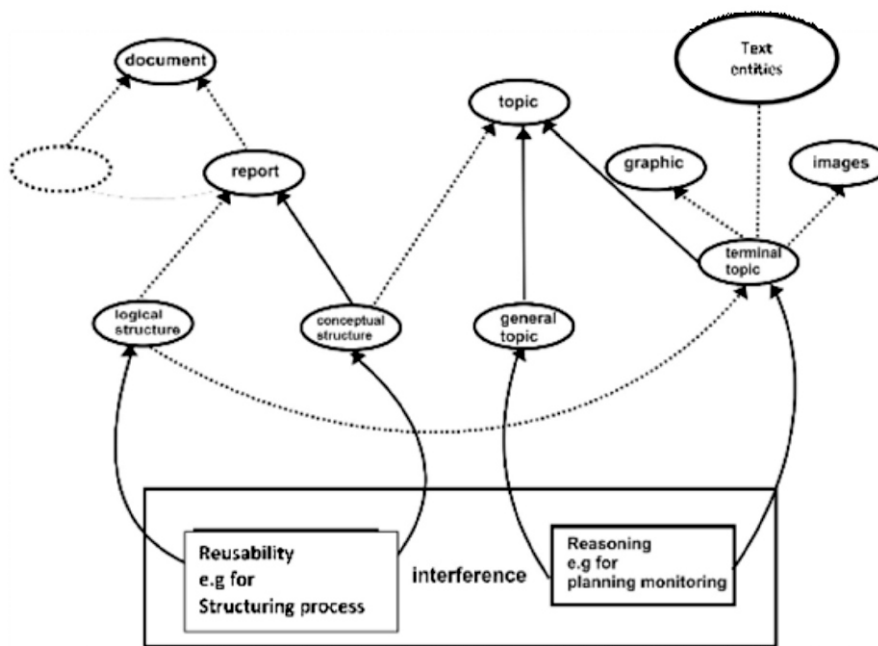 document
Text
entities
topic
graphic
images
report
terminal
topic
logical
structure
conceptual
structure
general
topic
Reusability
e.g for
Structuring process
interference
Reasoning
e.g for
planning monitoring